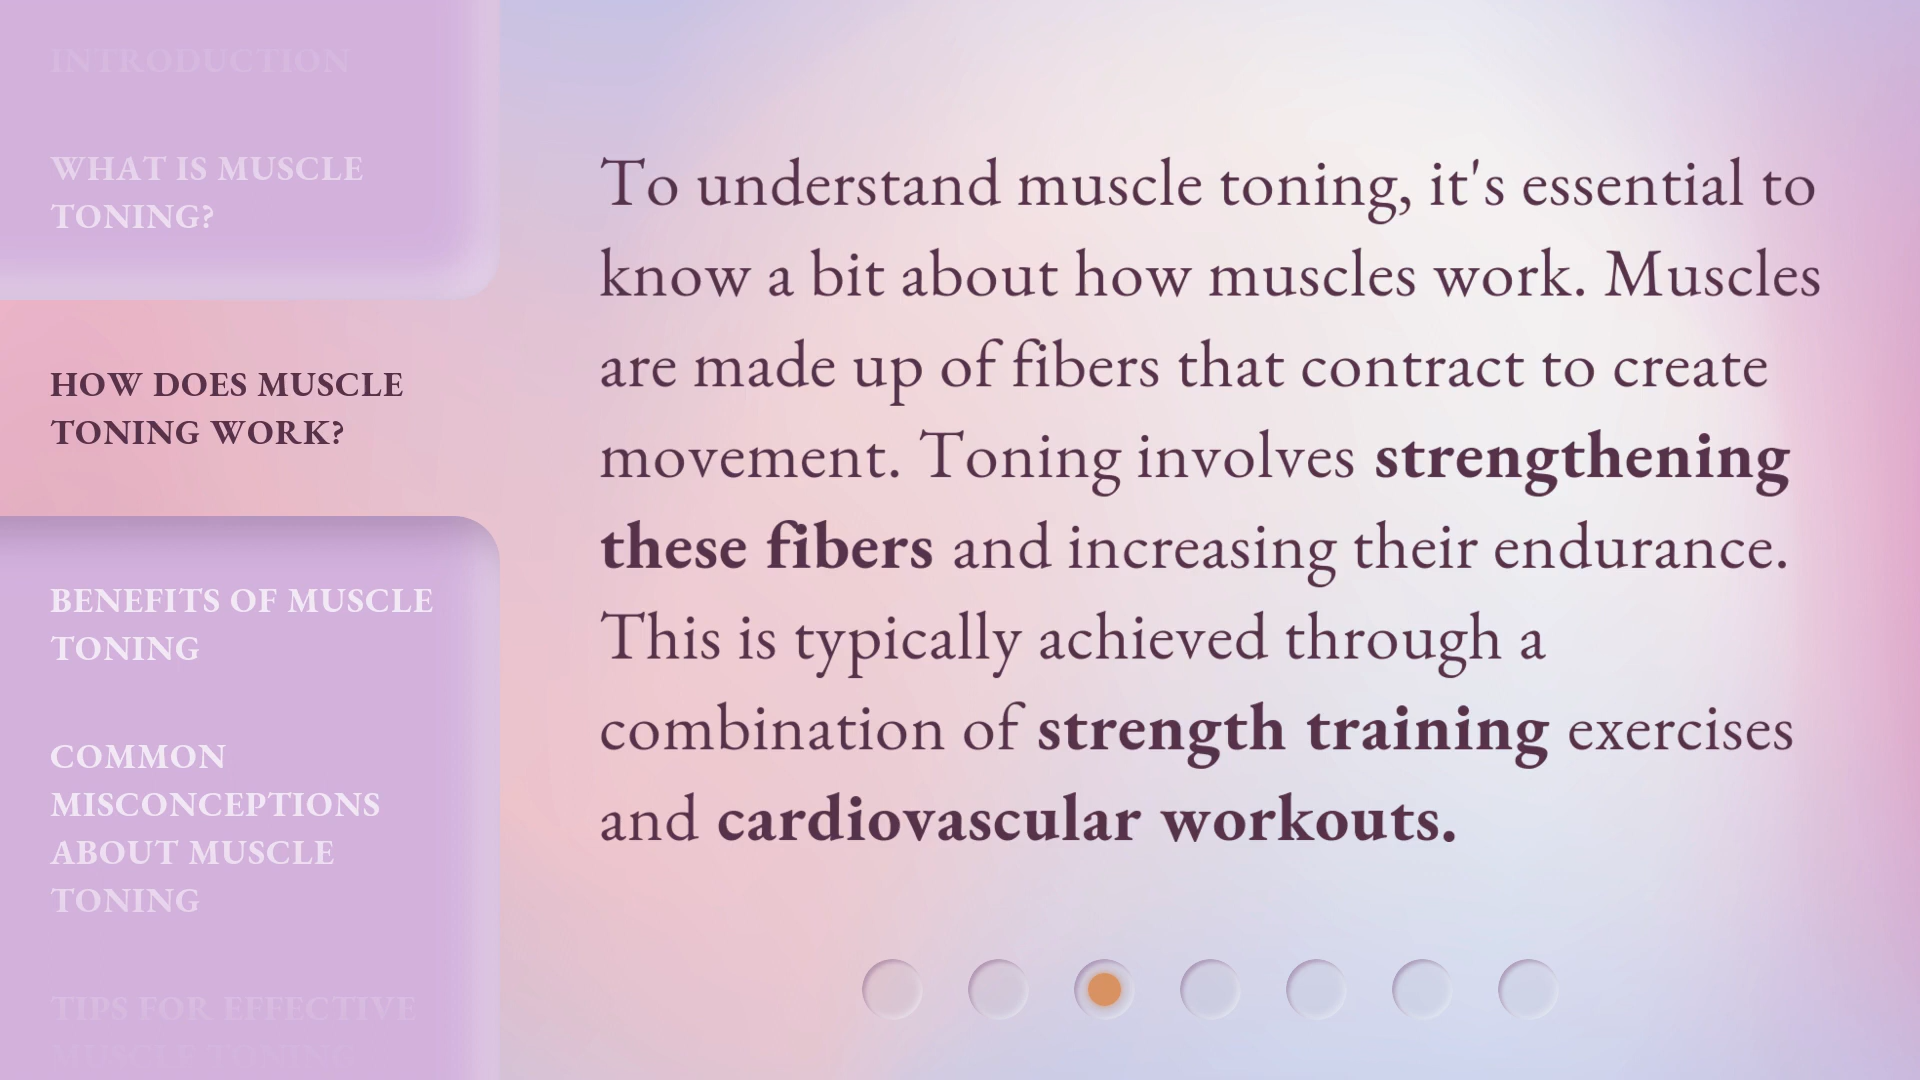 INTRODUCTION
WHAT IS MUSCLE
TONING?
HOW DOES MUSCLE
TONING WORK?
BENEFITS OF MUSCLE
TONING
COMMON
MISCONCEPTIONS
ABOUT MUSCLE
TONING
TIPS FOR EFFECTIVE
MUSCLE TONING
To understand muscle toning, it's essential to
know a bit about how muscles work. Muscles
are made up of fibers that contract to create
movement. Toning involves strengthening
these fibers and increasing their endurance.
This is typically achieved through a
combination of strength training exercises
and cardiovascular workouts.